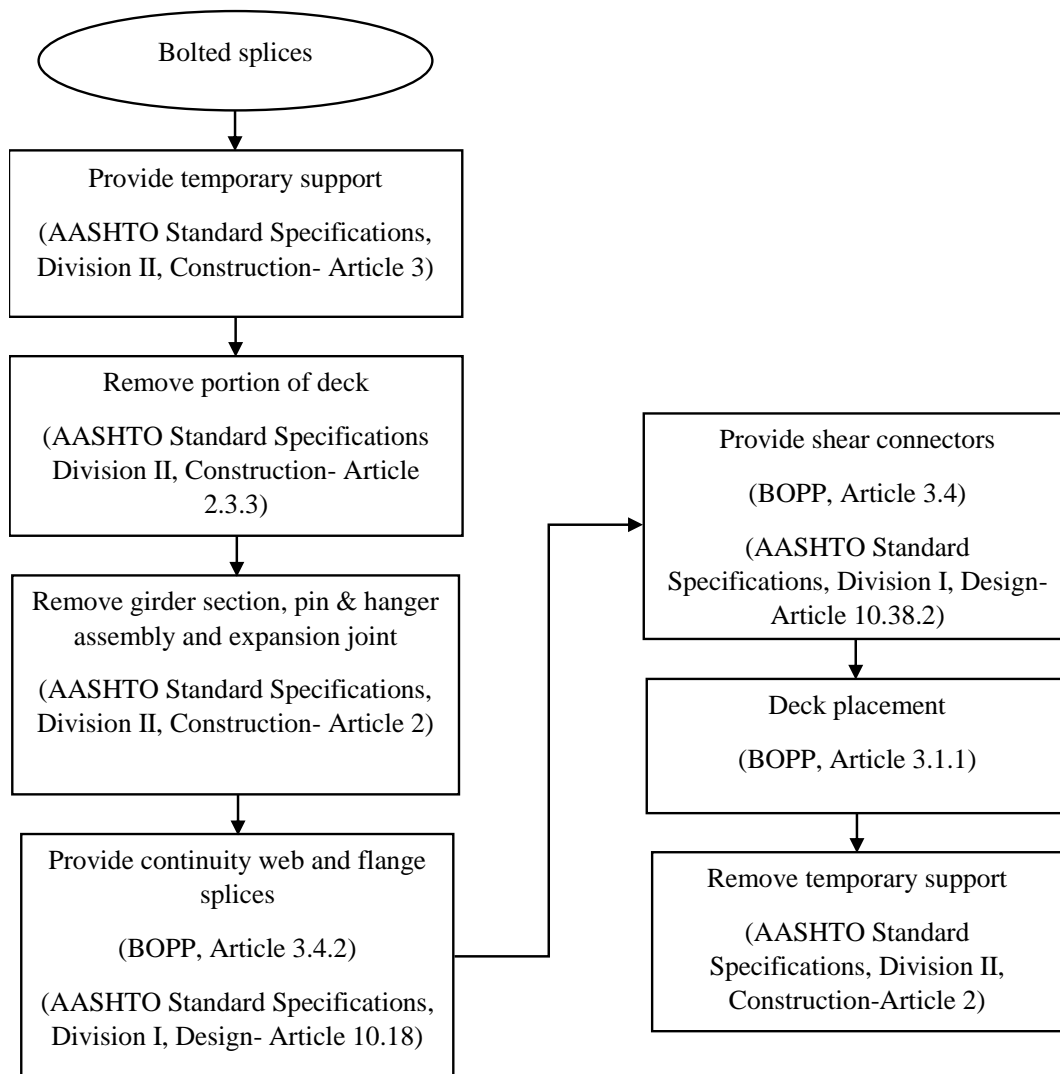 Bolted splices
Provide temporary support
(AASHTO Standard Specifications,
Division II, Construction- Article 3)
Remove portion of deck
(AASHTO Standard Specifications
Division II, Construction- Article
2.3.3)
Remove girder section, pin & hanger
assembly and expansion joint
(AASHTO Standard Specifications,
Division II, Construction- Article 2)
Provide continuity web and flange
splices
(BOPP, Article 3.4.2)
(AASHTO Standard Specifications,
Division I, Design- Article 10.18)
Provide shear connectors
(BOPP, Article 3.4)
(AASHTO Standard
Specifications, Division I, Design-
Article 10.38.2)
Deck placement
(BOPP, Article 3.1.1)
Remove temporary support
(AASHTO Standard
Specifications, Division II,
Construction-Article 2)